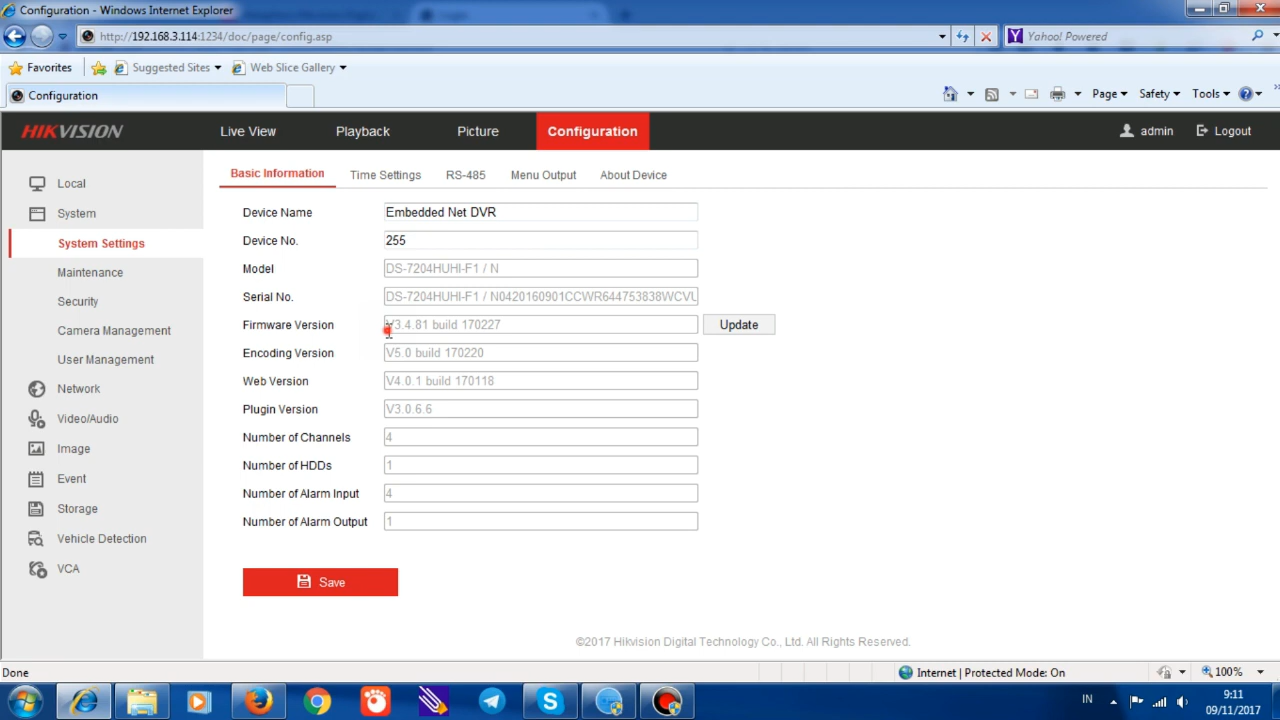 Configuration - Windows Internet Explorer
http://192.168.3.114:1234/doc/page/config.asp
Yahoo! Powered
Favorites
Suggested Sites
Web Slice Gallery
Configuration
Page
Safety
Tools
HIKVISION
Live View
Playback
Picture
Configuration
admin
Logout
Local
System
System Settings
Maintenance
Security
Camera Management
User Management
Network
Video/Audio
Image
Event
Storage
Vehicle Detection
VCA
Basic Information
Time Settings
RS-485
Menu Output
About Device
Device Name Embedded Net DVR
Device No. 255
Model DS-7204HUHI-F1 / N
Serial No. DS-7204HUHI-F1 / N0420160901CCWR644753838WCVU
Firmware Version V3.4.81 build 170227 Update
Encoding Version V5.0 build 170220
Web Version V4.0.1 build 170118
Plugin Version V3.0.6.6
Number of Channels 4
Number of HDDs 1
Number of Alarm Input 4
Number of Alarm Output 1
Save
©2017 Hikvision Digital Technology Co., Ltd. All Rights Reserved.
Done
Internet | Protected Mode: On
100%
IN
9:11
09/11/2017